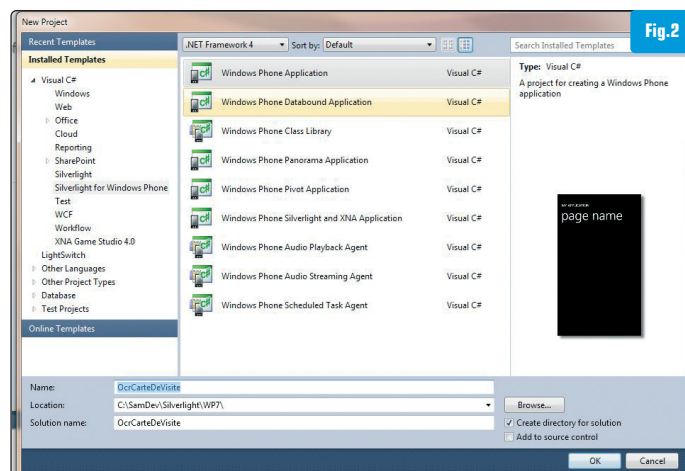 New Project
Fig.2
Recent Templates
Installed Templates
Visual C#
Windows
Web
Office
Cloud
Reporting
SharePoint
Silverlight
Silverlight for Windows Phone
Test
WCF
Workflow
XNA Game Studio 4.0
LightSwitch
Other Languages
Other Project Types
Database
Test Projects
Online Templates
.NET Framework 4 Sort by: Default
Windows Phone Application Visual C#
Windows Phone Databound Application Visual C#
Windows Phone Class Library Visual C#
Windows Phone Panorama Application Visual C#
Windows Phone Pivot Application Visual C#
Windows Phone Silverlight and XNA Application Visual C#
Windows Phone Audio Playback Agent Visual C#
Windows Phone Audio Streaming Agent Visual C#
Windows Phone Scheduled Task Agent Visual C#
Search Installed Templates
Type: Visual C#
A project for creating a Windows Phone
application
MY APPLICATION
page name
Name: OcrCarteDeVisite
Location: C:\SamDev\Silverlight\WP7\ Browse...
Solution name: OcrCarteDeVisite
Create directory for solution
Add to source control
OK Cancel